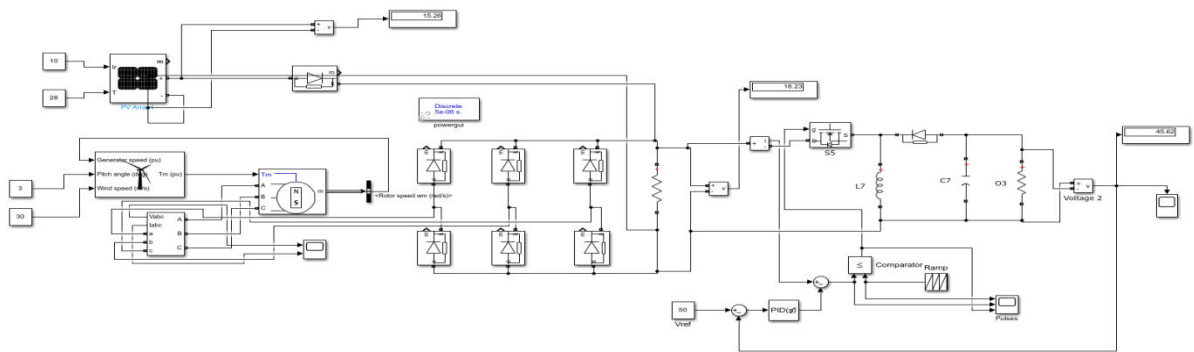 15.26
10
28
Ir
T
m
+
-
PV Array
m
Discrete
5e-06 s.
powergui
16.23
45.62
g
S
D
S5
L7
C7
O3
+
-
v
Voltage 2
Generator speed (pu)
Pitch angle (deg)
Wind speed (m/s)
Tm (pu)
3
30
Tm
A
B
C
N
S
m
<Rotor speed wm (rad/s)>
Vabc
Iabc
a
b
c
A
B
C
≤
Comparator
Ramp
Pulses
50
Vref
PID(z)